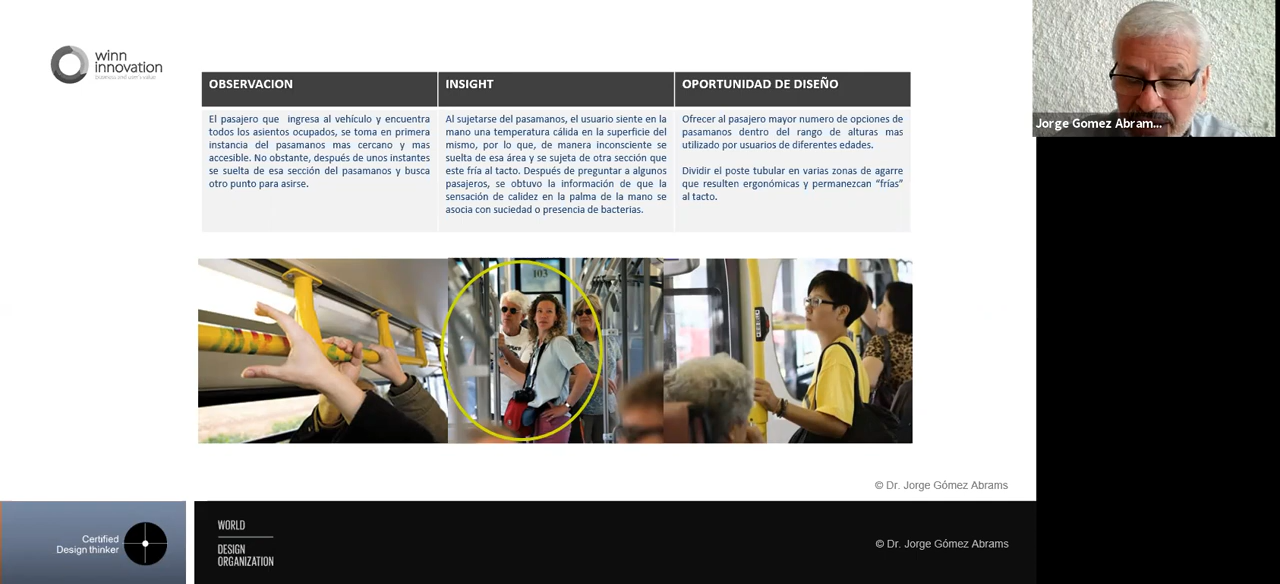 winn
innovation
business and user's value
OBSERVACION
El pasajero que ingresa al vehículo y encuentra
todos los asientos ocupados, se toma en primera
instancia del pasamanos mas cercano y mas
accesible. No obstante, después de unos instantes
se suelta de esa sección del pasamanos y busca
otro punto para asirse.
INSIGHT
Al sujetarse del pasamanos, el usuario siente en la
mano una temperatura cálida en la superficie del
mismo, por lo que, de manera inconsciente se
suelta de esa área y se sujeta de otra sección que
este fría al tacto. Después de preguntar a algunos
pasajeros, se obtuvo la información de que la
sensación de calidez en la palma de la mano se
asocia con suciedad o presencia de bacterias.
OPORTUNIDAD DE DISEÑO
Ofrecer al pasajero mayor numero de opciones de
pasamanos dentro del rango de alturas mas
utilizado por usuarios de diferentes edades.
Dividir el poste tubular en varias zonas de agarre
que resulten ergonómicas y permanezcan “frías”
al tacto.
Jorge Gomez Abram...
103
© Dr. Jorge Gómez Abrams
Certified
Design thinker
WORLD
DESIGN
ORGANIZATION
© Dr. Jorge Gómez Abrams